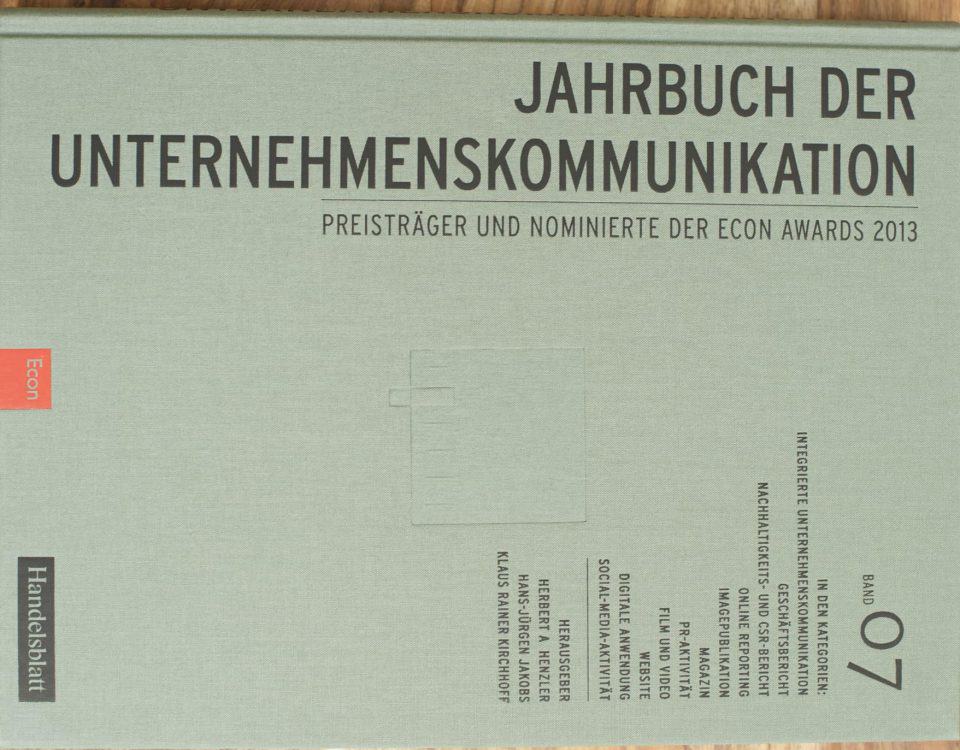 JAHRBUCH DER
UNTERNEHMENSKOMMUNIKATION
PREISTRÄGER UND NOMINIERTE DER ECON AWARDS 2013
BAND
07
IN DEN KATEGORIEN:
INTEGRIERTE UNTERNEHMENSKOMMUNIKATION
GESCHÄFTSBERICHT
NACHHALTIGKEITS- UND CSR-BERICHT
ONLINE REPORTING
IMAGEPUBLIKATION
MAGAZIN
PR-AKTIVITÄT
FILM UND VIDEO
WEBSITE
DIGITALE ANWENDUNG
SOCIAL-MEDIA-AKTIVITÄT
HERAUSGEBER
HERBERT A HENZLER
HANS-JÜRGEN JAKOBS
KLAUS RAINER KIRCHHOFF
Econ
Handelsblatt